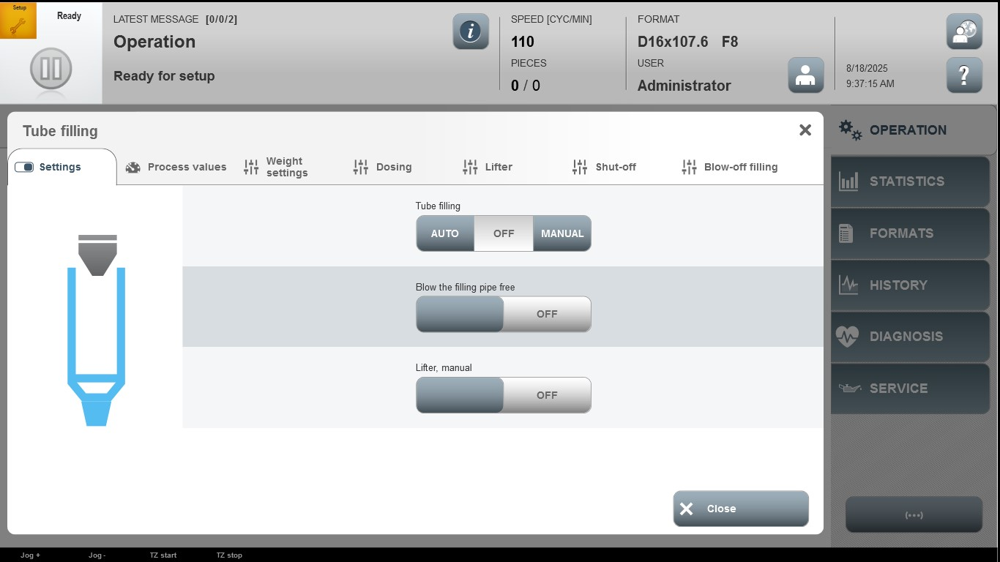 Setup
Ready
LATEST MESSAGE [0/0/2]
Operation
Ready for setup
i
SPEED [CYC/MIN]
110
PIECES
0 / 0
FORMAT
D16x107.6 F8
USER
Administrator
8/18/2025
9:37:15 AM
?
Tube filling
Settings
Process values
Weight
settings
Dosing
Lifter
Shut-off
Blow-off filling
Tube filling
AUTO OFF MANUAL
Blow the filling pipe free
OFF
Lifter, manual
OFF
Close
OPERATION
STATISTICS
FORMATS
HISTORY
DIAGNOSIS
SERVICE
(•••)
Jog + Jog - TZ start TZ stop